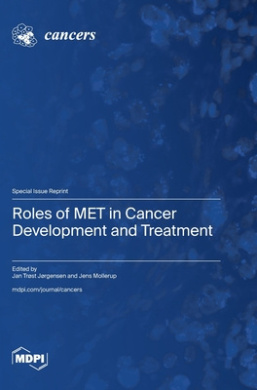 cancers
Special Issue Reprint
Roles of MET in Cancer
Development and Treatment
Edited by
Jan Trøst Jørgensen and Jens Mollerup
mdpi.com/journal/cancers
MDPI